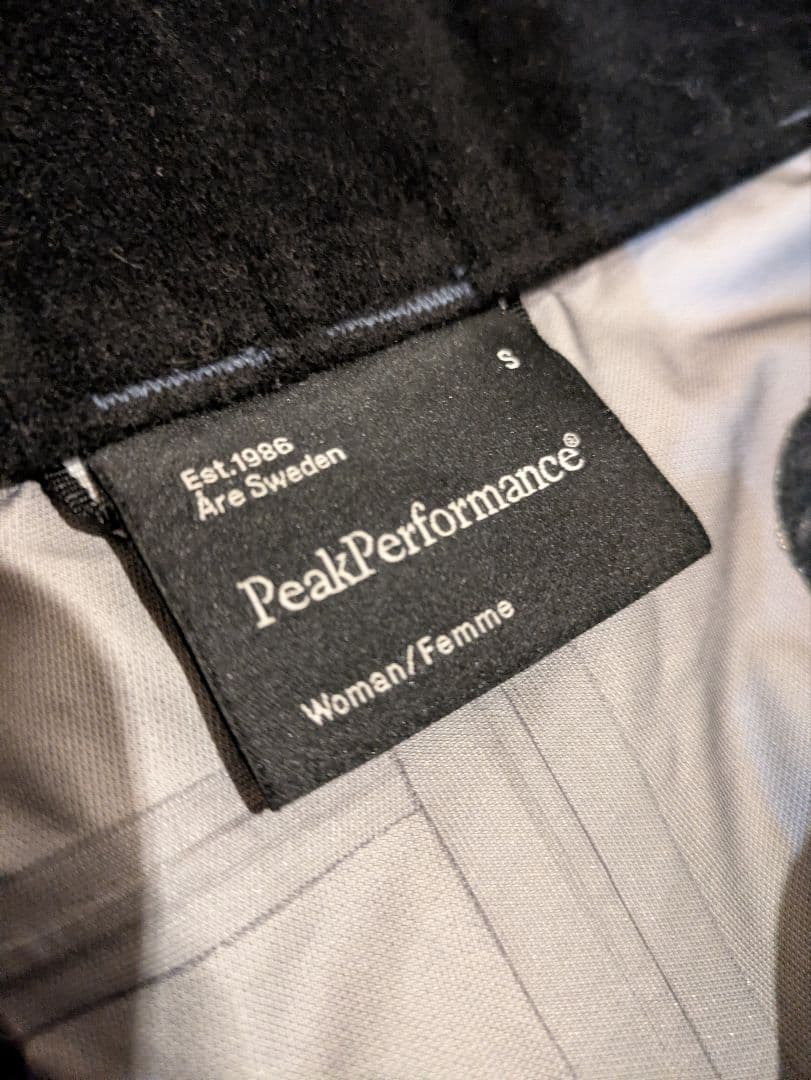 S
Est.1986
Åre Sweden
PeakPerformance®
Woman/Femme